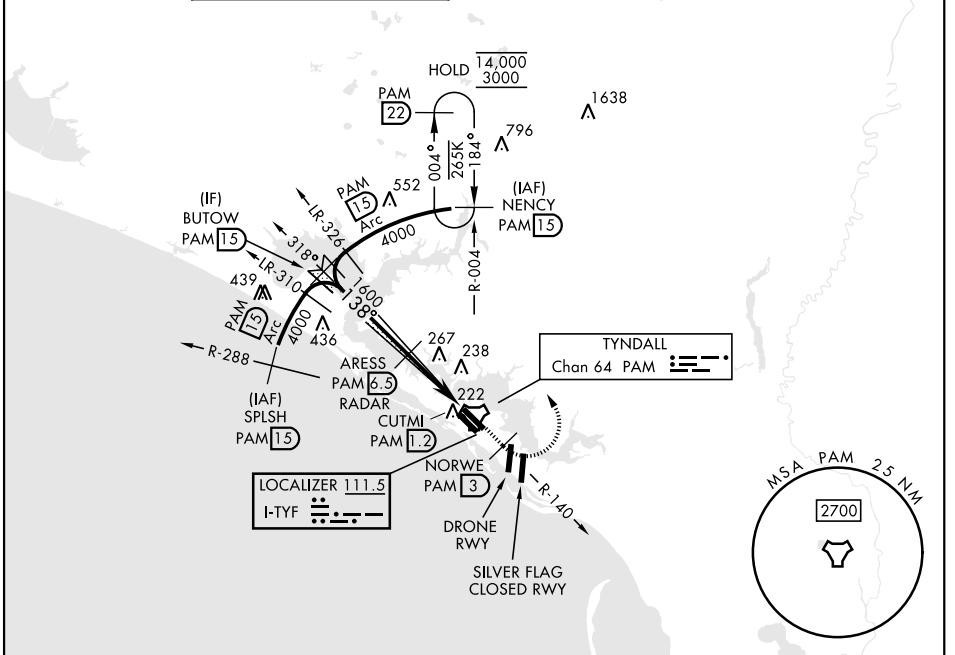 HOLD
14,000
3000
PAM
22
1638
796
004°
265K
184°
(IAF)
NENCY
PAM 15
552
PAM
15
Arc
4000
LR-326
(IF)
BUTOW
PAM 15
318°
LR-310
439
R-004
1600
138°
PAM
15
Arc
4000
436
R-288
(IAF)
SPLSH
PAM 15
ARESS
PAM 6.5
RADAR
267
238
TYNDALL
Chan 64 PAM
222
CUTMI
PAM 1.2
NORWE
PAM 3
LOCALIZER 111.5
I-TYF
R-140
DRONE
RWY
SILVER FLAG
CLOSED RWY
MSA PAM 25 NM
2700